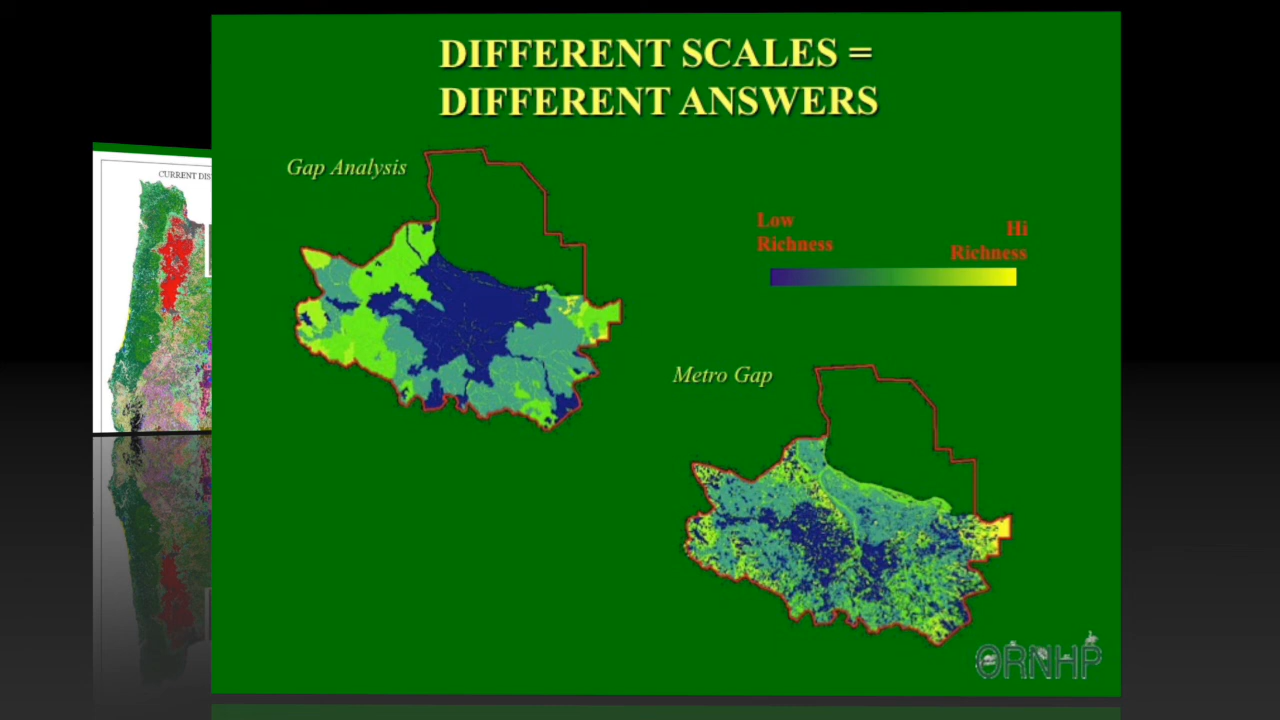 DIFFERENT SCALES =
DIFFERENT ANSWERS
Gap Analysis
CURRENT DIS
Low
Richness
Hi
Richness
Metro Gap
ORNHP